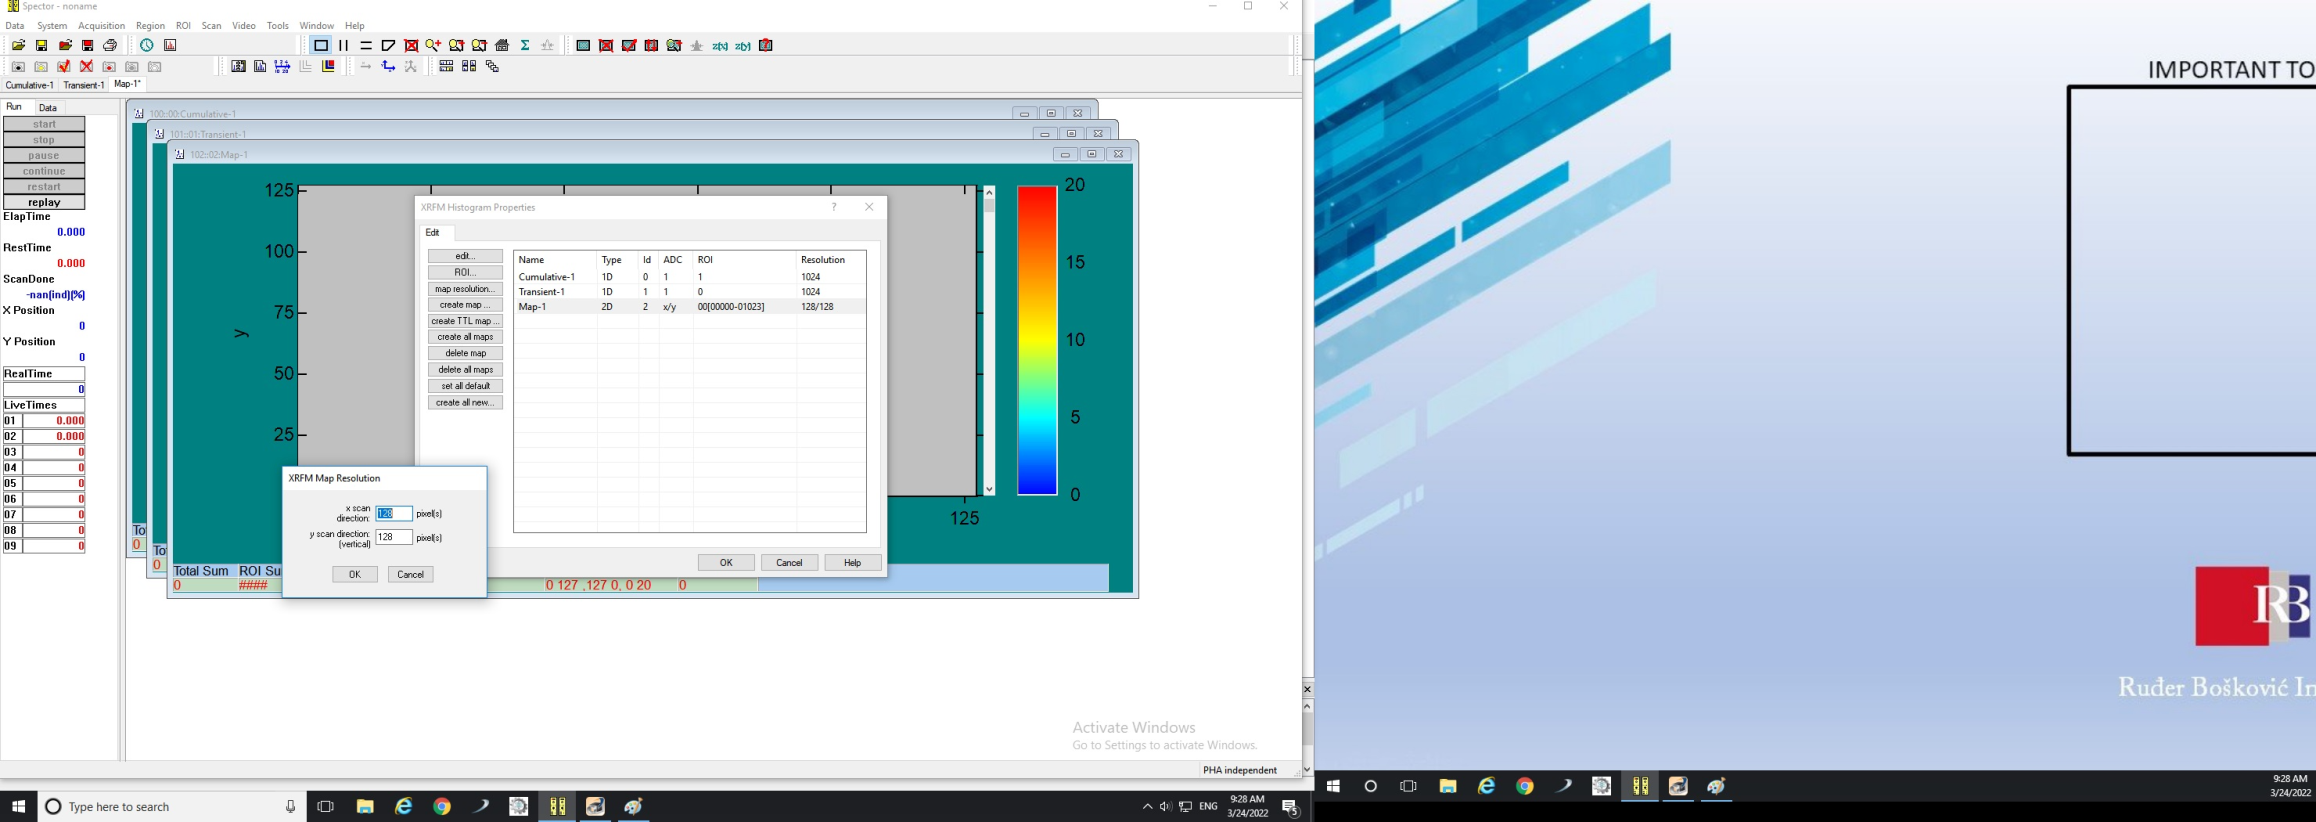 Spector - noname
Data System Acquisition Region ROI Scan Video Tools Window Help
Cumulative-1 Transient-1 Map-1*
Run Data
start
stop
pause
continue
restart
replay
ElapTime
0.000
RestTime
0.000
ScanDone
-nan(ind)(%)
X Position
0
Y Position
0
RealTime
0
LiveTimes
01 0.000
02 0.000
03 0
04 0
05 0
06 0
07 0
08 0
09 0
100::00:Cumulative-1
101::01:Transient-1
102::02:Map-1
125
100
75
50
25
y
125
20
15
10
5
0
XRFM Histogram Properties
?
Edit
edit...
ROI...
map resolution...
create map ...
create TTL map ...
create all maps
delete map
delete all maps
set all default
create all new...
Name Type Id ADC ROI Resolution
Cumulative-1 1D 0 1 1 1024
Transient-1 1D 1 1 0 1024
Map-1 2D 2 x/y 00[00000-01023] 128/128
OK Cancel Help
XRFM Map Resolution
x scan
direction: 128 pixel(s)
y scan direction:
(vertical) 128 pixel(s)
OK Cancel
To
0
To
0
Total Sum ROI Su
0 #### 0 127 ,127 0, 0 20 0
Activate Windows
Go to Settings to activate Windows.
PHA independent
Type here to search
ENG
9:28 AM
3/24/2022
5
IMPORTANT TO
RB
Ruđer Bošković In
9:28 AM
3/24/2022